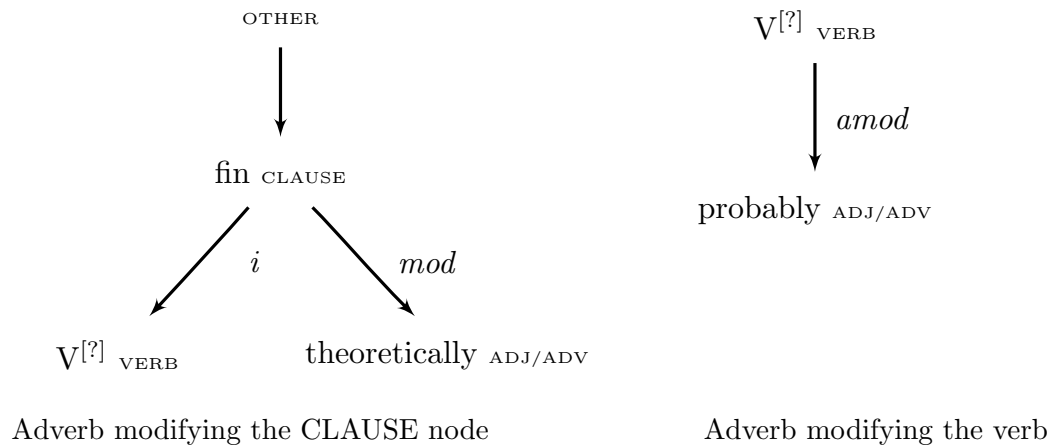 OTHER
fin CLAUSE
i
mod
V[?] VERB
theoretically ADJ/ADV
Adverb modifying the CLAUSE node
V[?] VERB
amod
probably ADJ/ADV
Adverb modifying the verb